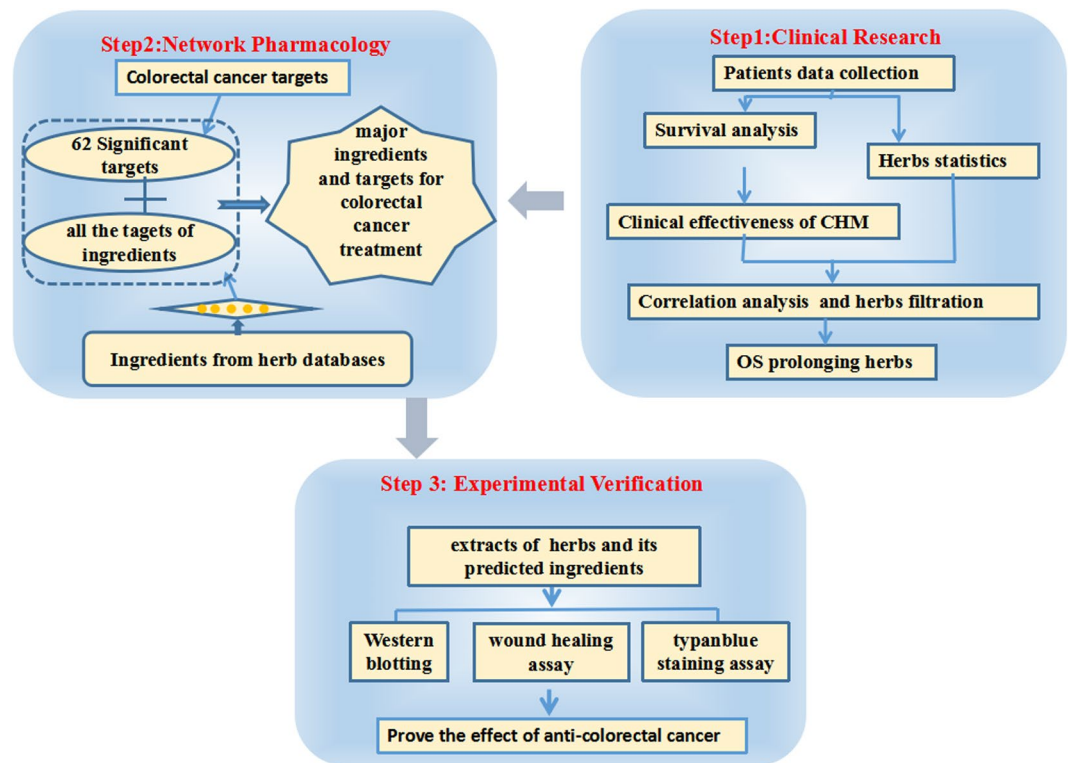 Step2:Network Pharmacology
Colorectal cancer targets
62 Significant
targets
all the tagets of
ingredients
major
ingredients
and targets for
colorectal
cancer
treatment
Ingredients from herb databases
Step1:Clinical Research
Patients data collection
Survival analysis
Herbs statistics
Clinical effectiveness of CHM
Correlation analysis and herbs filtration
OS prolonging herbs
Step 3: Experimental Verification
extracts of herbs and its
predicted ingredients
Western
blotting
wound healing
assay
typanblue
staining assay
Prove the effect of anti-colorectal cancer